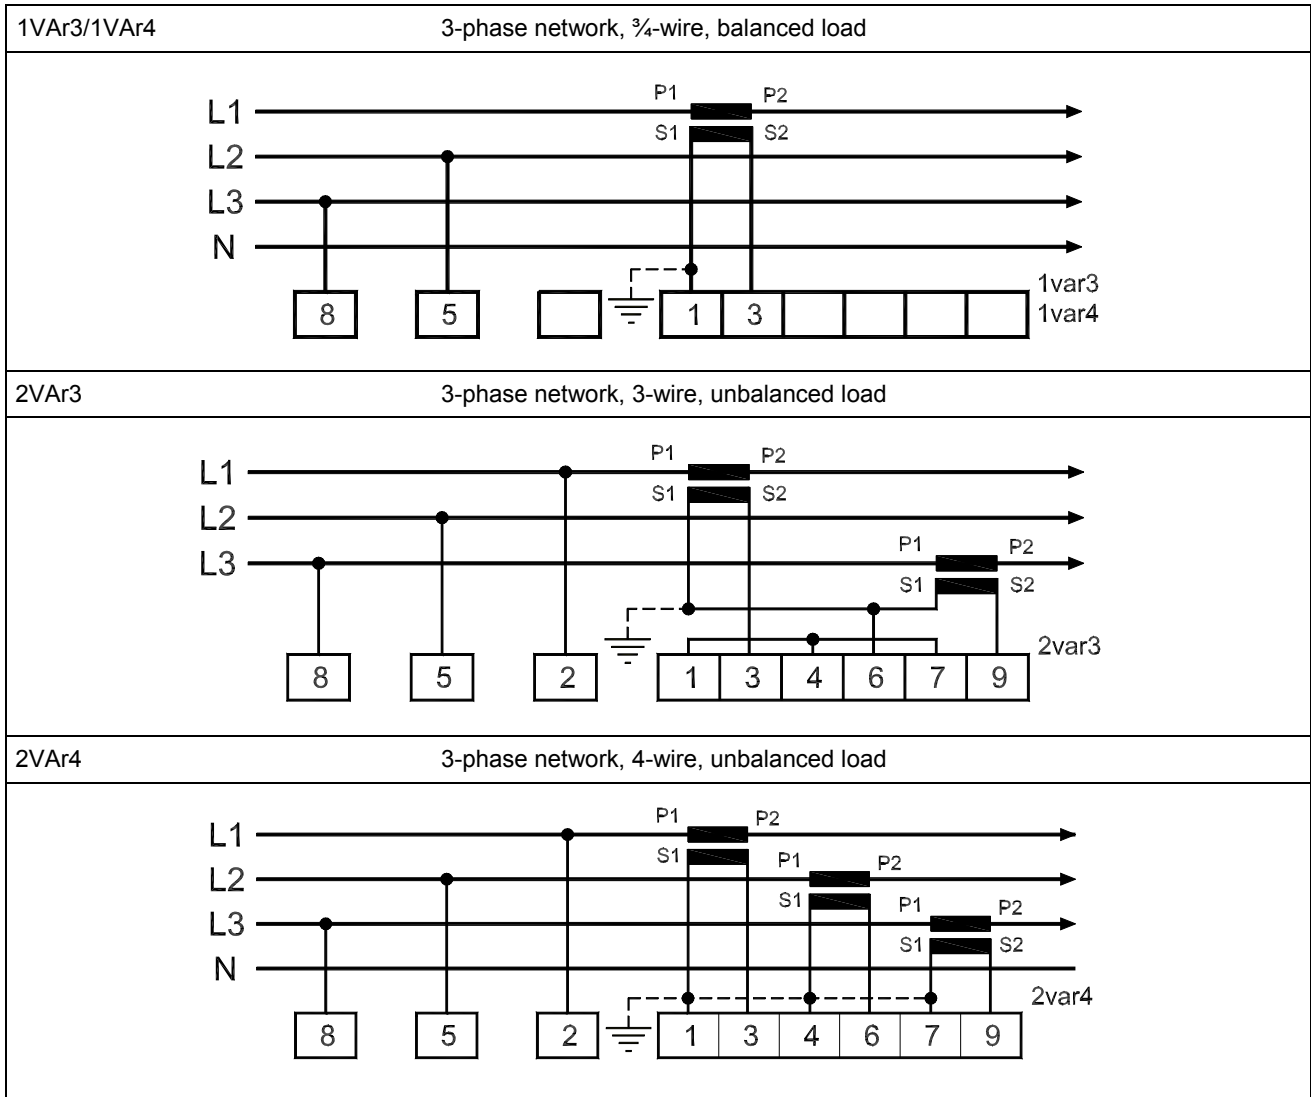 1VAr3/1VAr4 3-phase network, ¾-wire, balanced load
P1 P2
L1
S1 S2
L2
L3
N
1var3
8 5 1 3 1var4
2VAr3 3-phase network, 3-wire, unbalanced load
P1 P2
L1
S1 S2
L2
P1 P2
L3
S1 S2
2var3
8 5 2 1 3 4 6 7 9
2VAr4 3-phase network, 4-wire, unbalanced load
P1 P2
L1
S1 P1 P2
L2
S1 P1 P2
L3
S1 S2
N
2var4
8 5 2 1 3 4 6 7 9